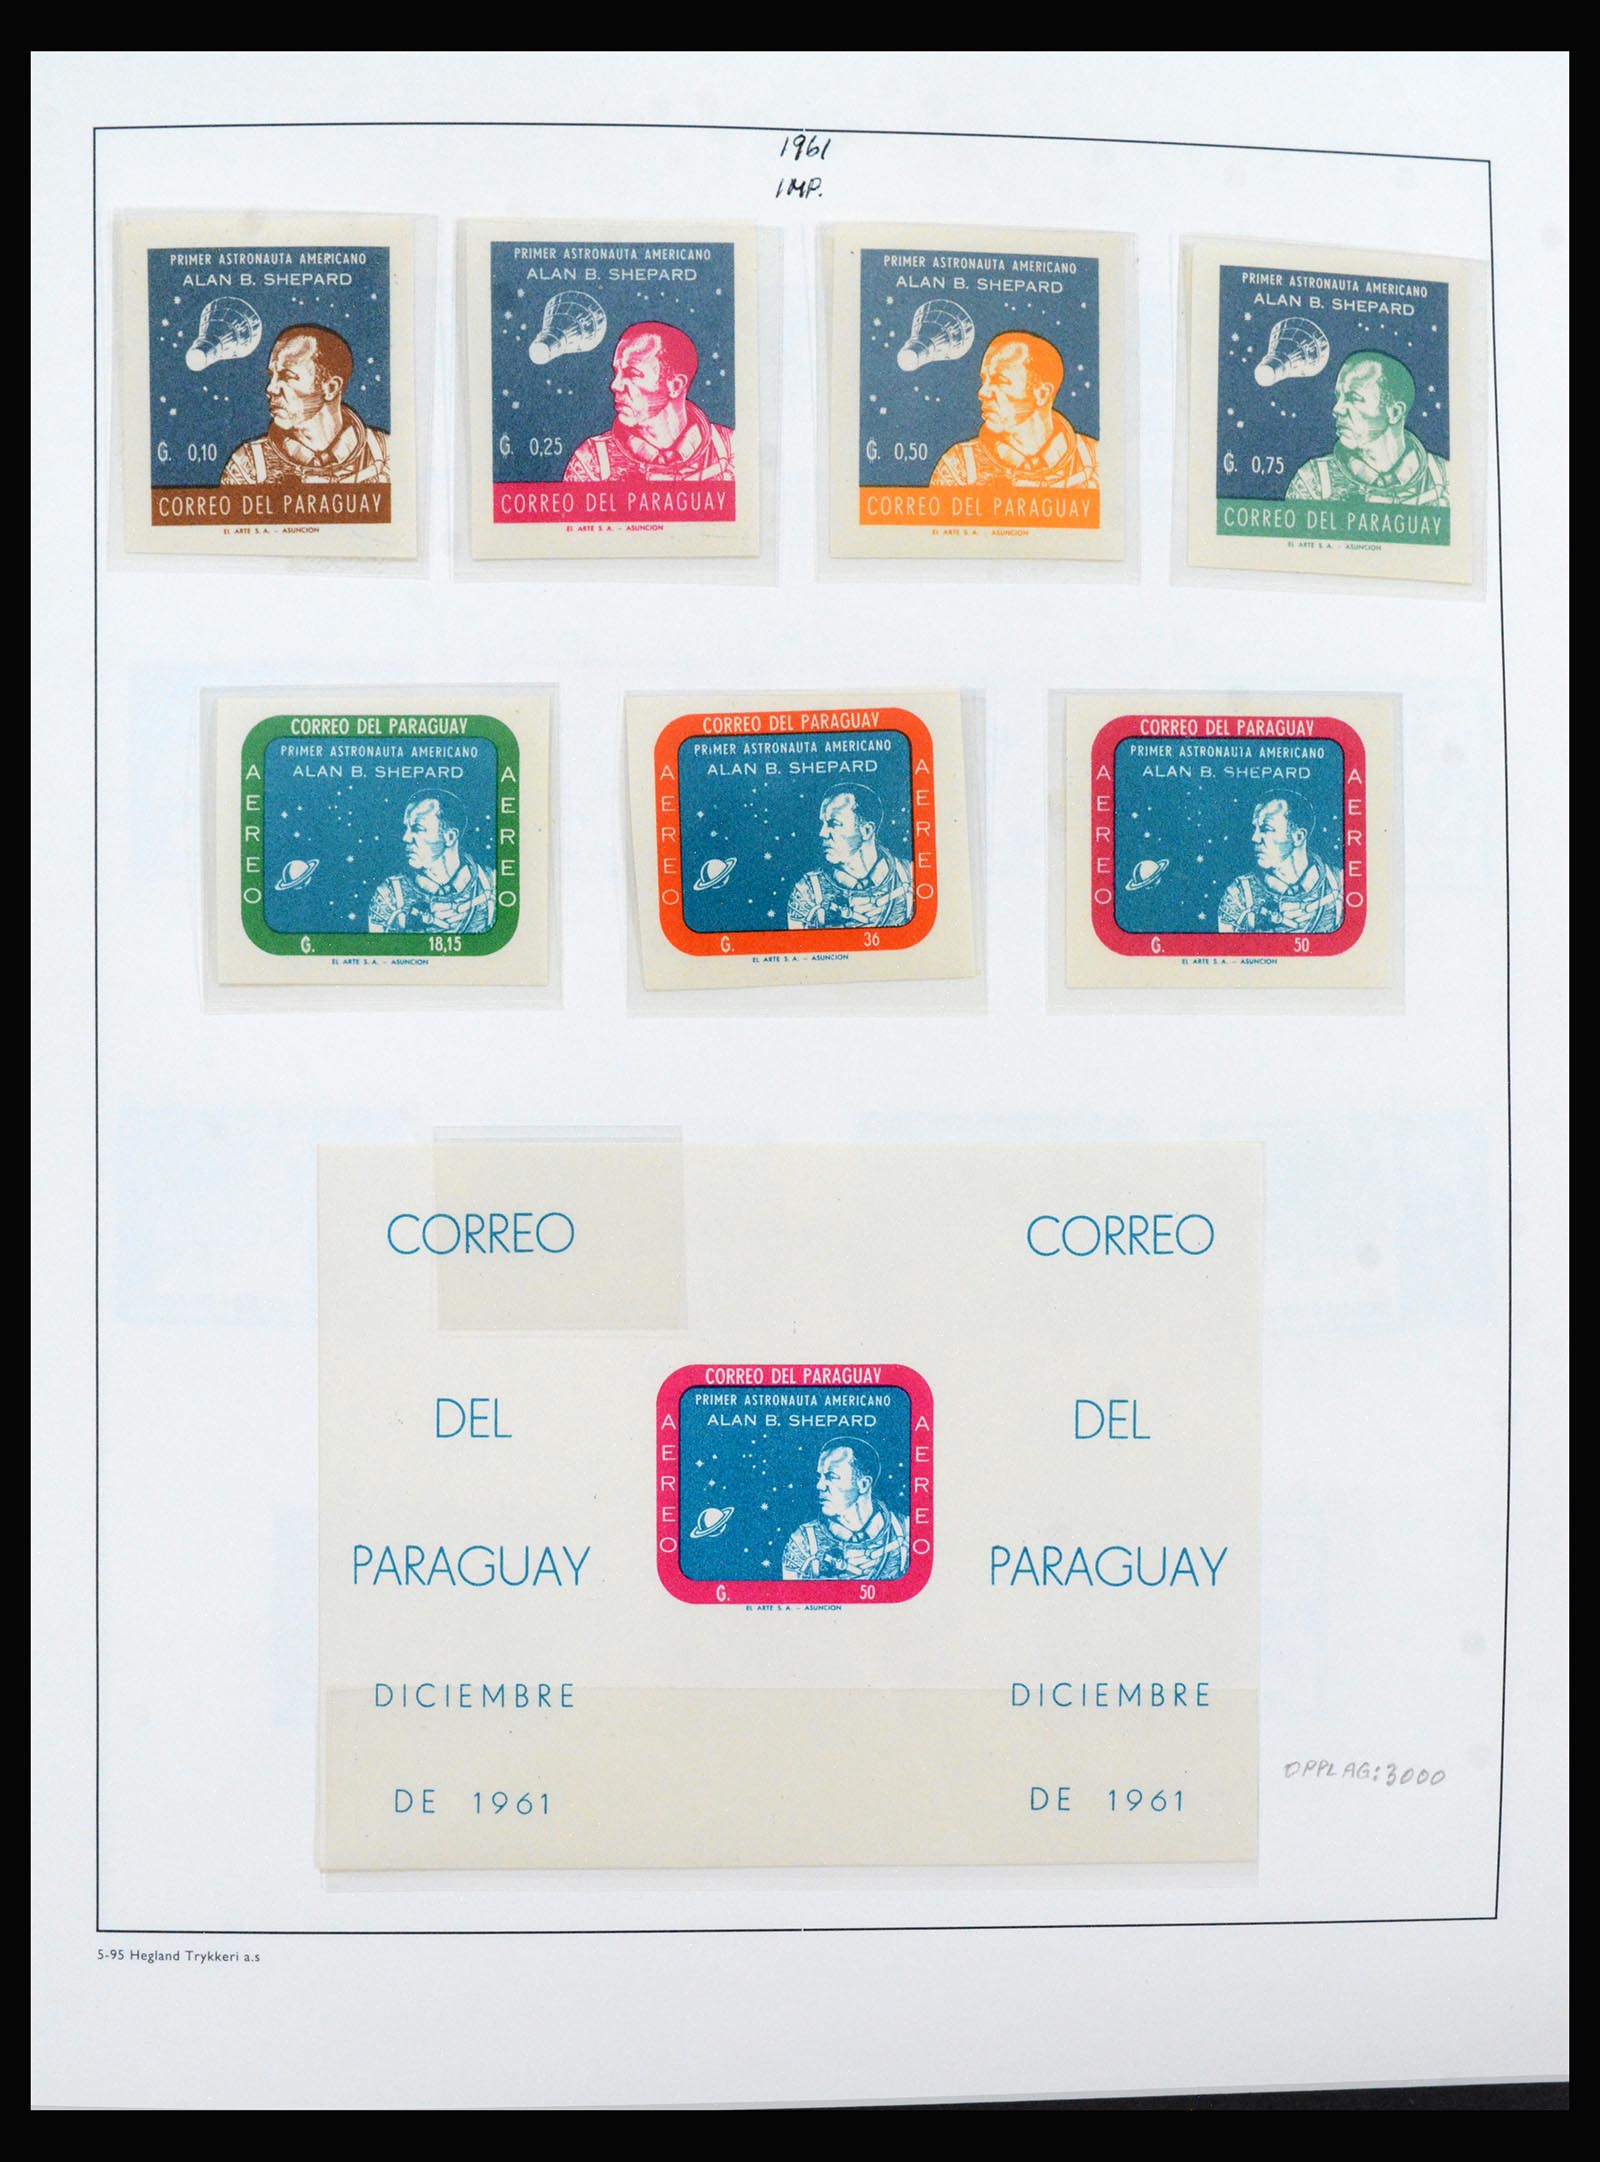 1961
IMP.
PRIMER ASTRONAUTA AMERICANO
ALAN B. SHEPARD
₲. 0,10
CORREO DEL PARAGUAY
EL ARTE S. A. - ASUNCION
PRIMER ASTRONAUTA AMERICANO
ALAN B. SHEPARD
₲. 0,25
CORREO DEL PARAGUAY
EL ARTE S. A. - ASUNCION
PRIMER ASTRONAUTA AMERICANO
ALAN B. SHEPARD
₲. 0,50
CORREO DEL PARAGUAY
EL ARTE S. A. - ASUNCION
PRIMER ASTRONAUTA AMERICANO
ALAN B. SHEPARD
₲. 0,75
CORREO DEL PARAGUAY
EL ARTE S. A. - ASUNCION
CORREO DEL PARAGUAY
PRIMER ASTRONAUTA AMERICANO
ALAN B. SHEPARD
AEREO
AEREO
₲. 18,15
EL ARTE S. A. - ASUNCION
CORREO DEL PARAGUAY
PRIMER ASTRONAUTA AMERICANO
ALAN B. SHEPARD
AEREO
AEREO
₲. 36
EL ARTE S. A. - ASUNCION
CORREO DEL PARAGUAY
PRIMER ASTRONAUTA AMERICANO
ALAN B. SHEPARD
AEREO
AEREO
₲. 50
EL ARTE S. A. - ASUNCION
CORREO
DEL
PARAGUAY
DICIEMBRE
DE 1961
CORREO DEL PARAGUAY
PRIMER ASTRONAUTA AMERICANO
ALAN B. SHEPARD
AEREO
AEREO
₲. 50
EL ARTE S. A. - ASUNCION
CORREO
DEL
PARAGUAY
DICIEMBRE
DE 1961
OPPLAG: 3000
5-95 Hegland Trykkeri a.s